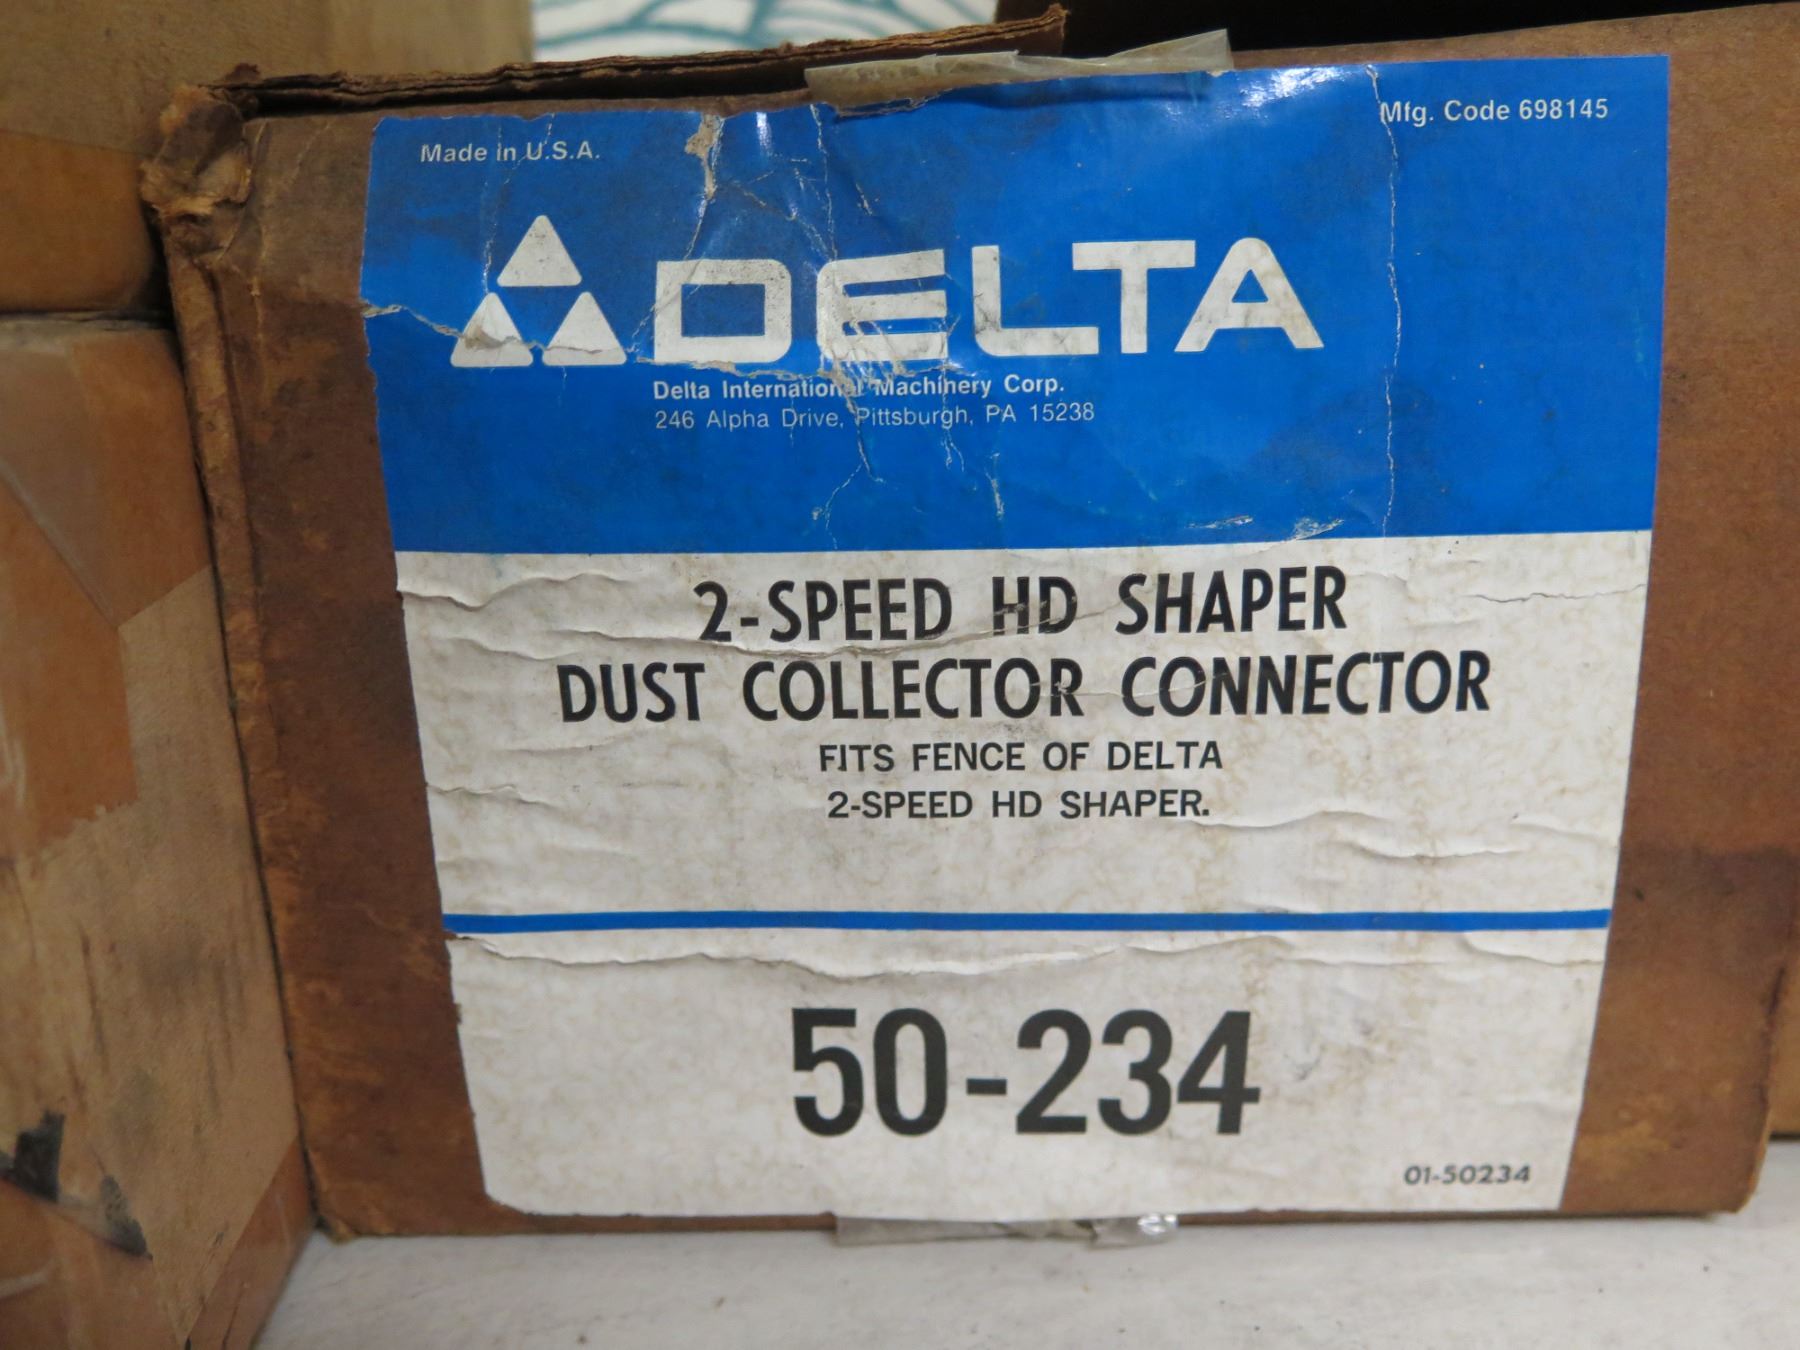 Made in U.S.A.
Mfg. Code 698145
DELTA
Delta International Machinery Corp.
246 Alpha Drive, Pittsburgh, PA 15238
2-SPEED HD SHAPER
DUST COLLECTOR CONNECTOR
FITS FENCE OF DELTA
2-SPEED HD SHAPER.
50-234
01-50234